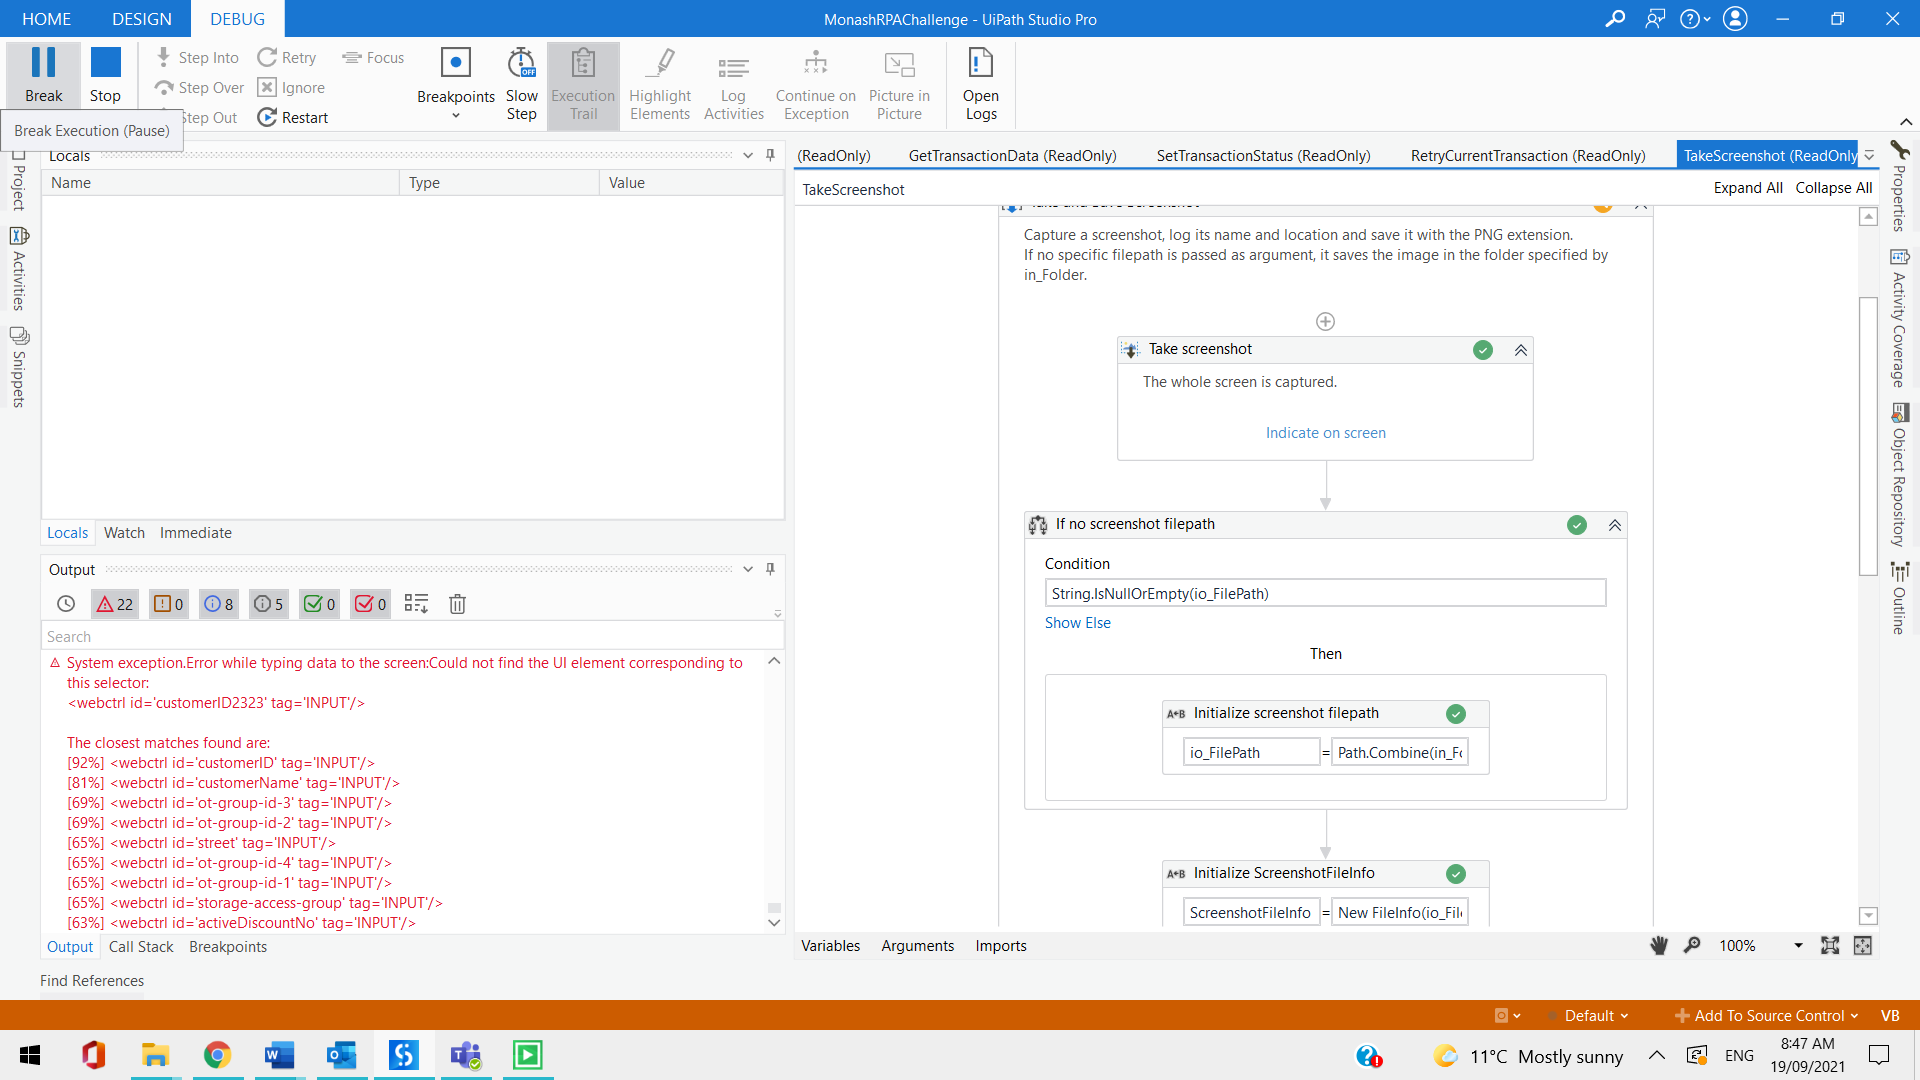 HOME DESIGN DEBUG MonashRPAChallenge - UiPath Studio Pro
Break
Stop
Step Into
Step Over
Step Out
Retry
Ignore
Restart
Focus
Breakpoints
Slow Step
OFF
Execution Trail
Highlight Elements
Log Activities
Continue on Exception
Picture in Picture
Open Logs
Break Execution (Pause)
Project
Activities
Snippets
Locals
Name Type Value
Locals Watch Immediate
Output
22 0 8 5 0 0
Search
System exception.Error while typing data to the screen:Could not find the UI element corresponding to
this selector:
<webctrl id='customerID2323' tag='INPUT'/>
The closest matches found are:
[92%] <webctrl id='customerID' tag='INPUT'/>
[81%] <webctrl id='customerName' tag='INPUT'/>
[69%] <webctrl id='ot-group-id-3' tag='INPUT'/>
[69%] <webctrl id='ot-group-id-2' tag='INPUT'/>
[65%] <webctrl id='street' tag='INPUT'/>
[65%] <webctrl id='ot-group-id-4' tag='INPUT'/>
[65%] <webctrl id='ot-group-id-1' tag='INPUT'/>
[65%] <webctrl id='storage-access-group' tag='INPUT'/>
[63%] <webctrl id='activeDiscountNo' tag='INPUT'/>
Output Call Stack Breakpoints
Find References
(ReadOnly) GetTransactionData (ReadOnly) SetTransactionStatus (ReadOnly) RetryCurrentTransaction (ReadOnly) TakeScreenshot (ReadOnly
TakeScreenshot Expand All Collapse All
Capture a screenshot, log its name and location and save it with the PNG extension.
If no specific filepath is passed as argument, it saves the image in the folder specified by
in_Folder.
Take screenshot
The whole screen is captured.
Indicate on screen
If no screenshot filepath
Condition
String.IsNullOrEmpty(io_FilePath)
Show Else
Then
A+B Initialize screenshot filepath
io_FilePath = Path.Combine(in_Fo
A+B Initialize ScreenshotFileInfo
ScreenshotFileInfo = New FileInfo(io_File
Variables Arguments Imports 100%
Properties
Activity Coverage
Object Repository
Outline
Default Add To Source Control VB
11°C Mostly sunny ENG
8:47 AM
19/09/2021